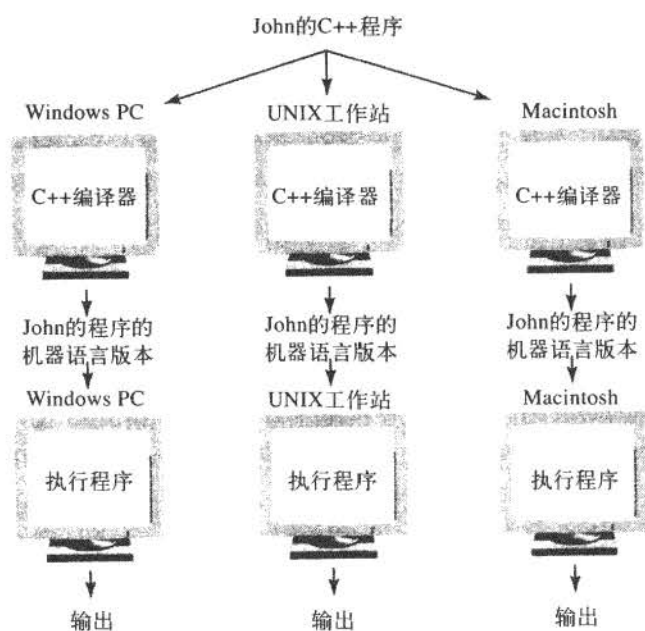 John的C++程序
Windows PC
UNIX工作站
Macintosh
C++编译器
C++编译器
C++编译器
John的程序的
机器语言版本
John的程序的
机器语言版本
John的程序的
机器语言版本
Windows PC
UNIX工作站
Macintosh
执行程序
执行程序
执行程序
输出
输出
输出